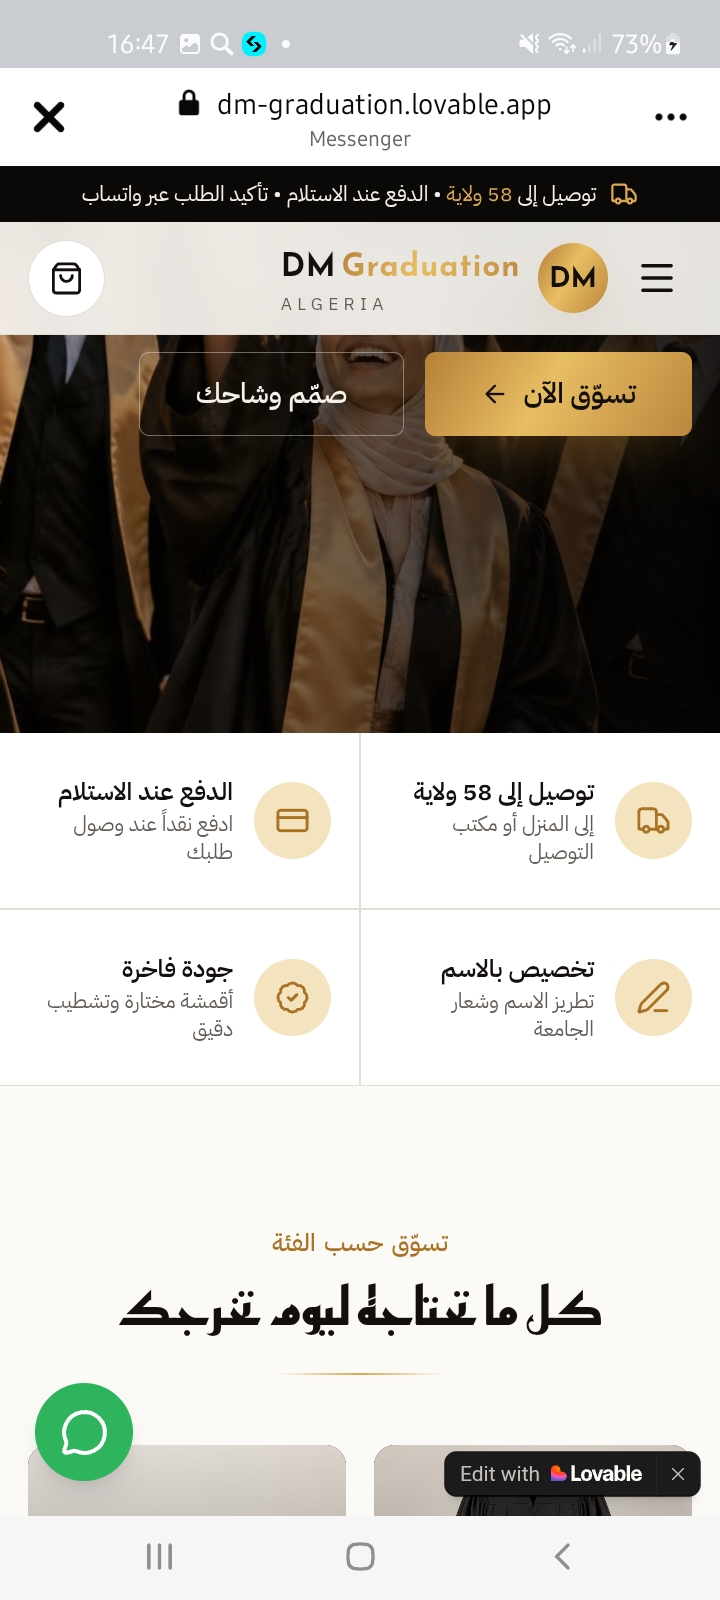 16:47
73%
dm-graduation.lovable.app
Messenger
توصيل إلى 58 ولاية • الدفع عند الاستلام • تأكيد الطلب عبر واتساب
DM Graduation
ALGERIA
DM
تسوّق الآن ←
صمّم وشاحك
توصيل إلى 58 ولاية
إلى المنزل أو مكتب
التوصيل
الدفع عند الاستلام
ادفع نقداً عند وصول
طلبك
تخصيص بالاسم
تطريز الاسم وشعار
الجامعة
جودة فاخرة
أقمشة مختارة وتشطيب
دقيق
تسوّق حسب الفئة
كل ما تحتاجه ليوم تخرجك
Edit with Lovable